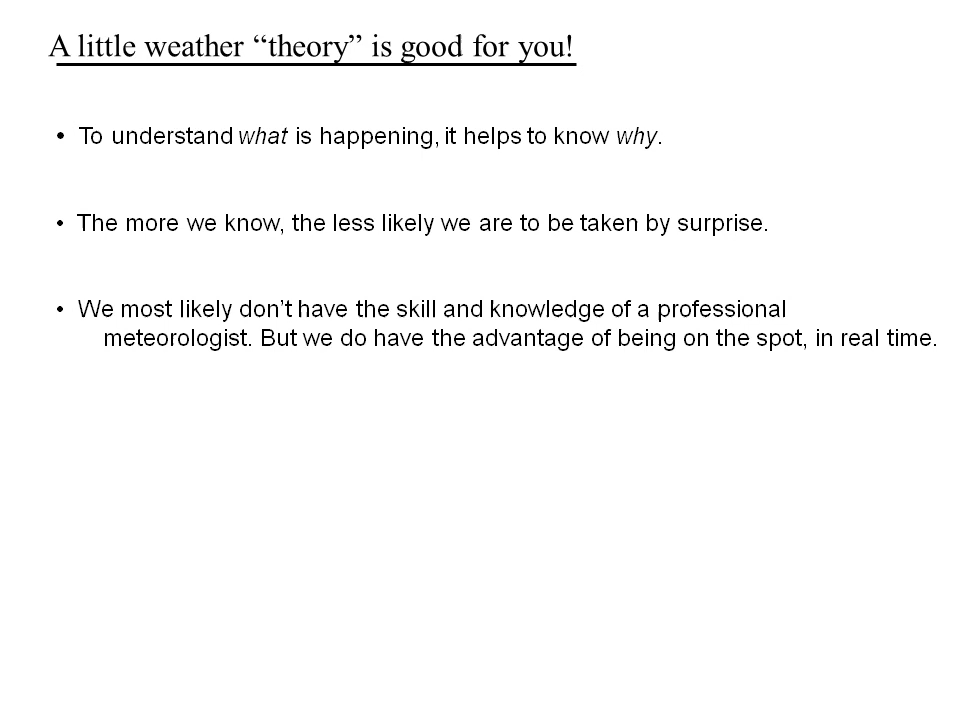 A little weather “theory” is good for you!
• To understand what is happening, it helps to know why.
• The more we know, the less likely we are to be taken by surprise.
• We most likely don’t have the skill and knowledge of a professional
meteorologist. But we do have the advantage of being on the spot, in real time.